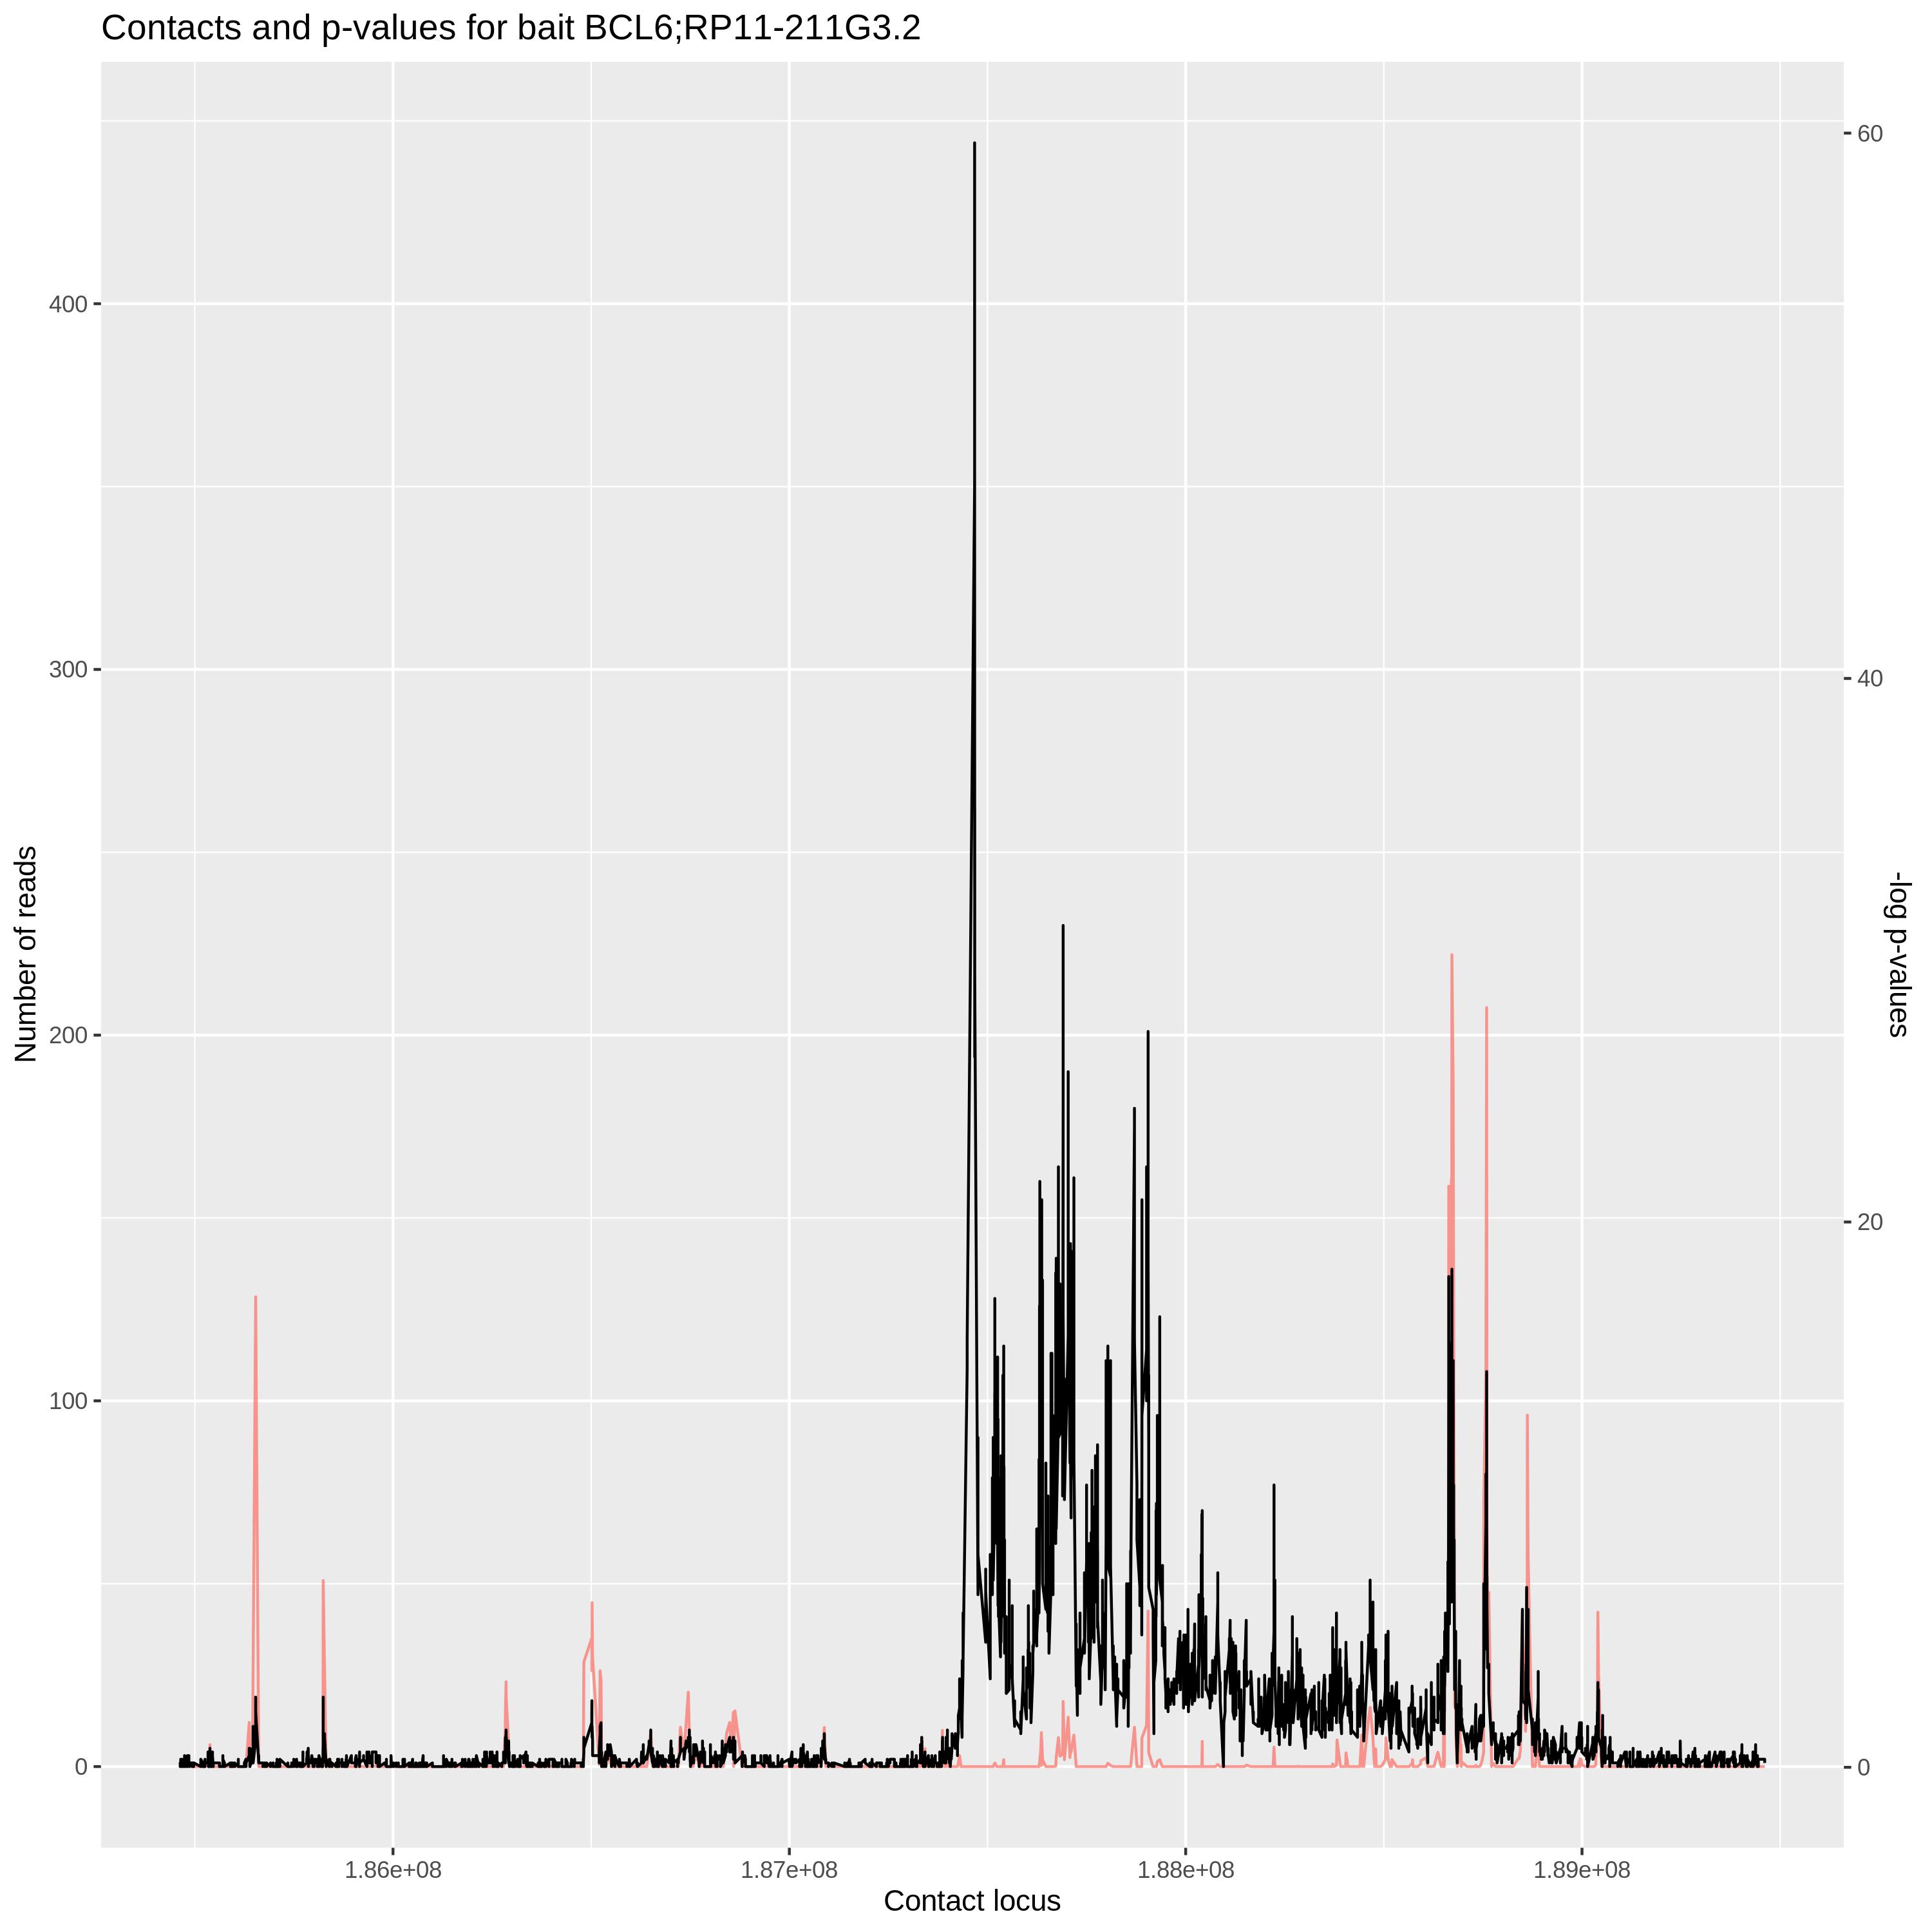 Contacts and p-values for bait BCL6;RP11-211G3.2
Number of reads
400
300
200
100
0
60
40
20
0
-log p-values
1.86e+08
1.87e+08
1.88e+08
1.89e+08
Contact locus